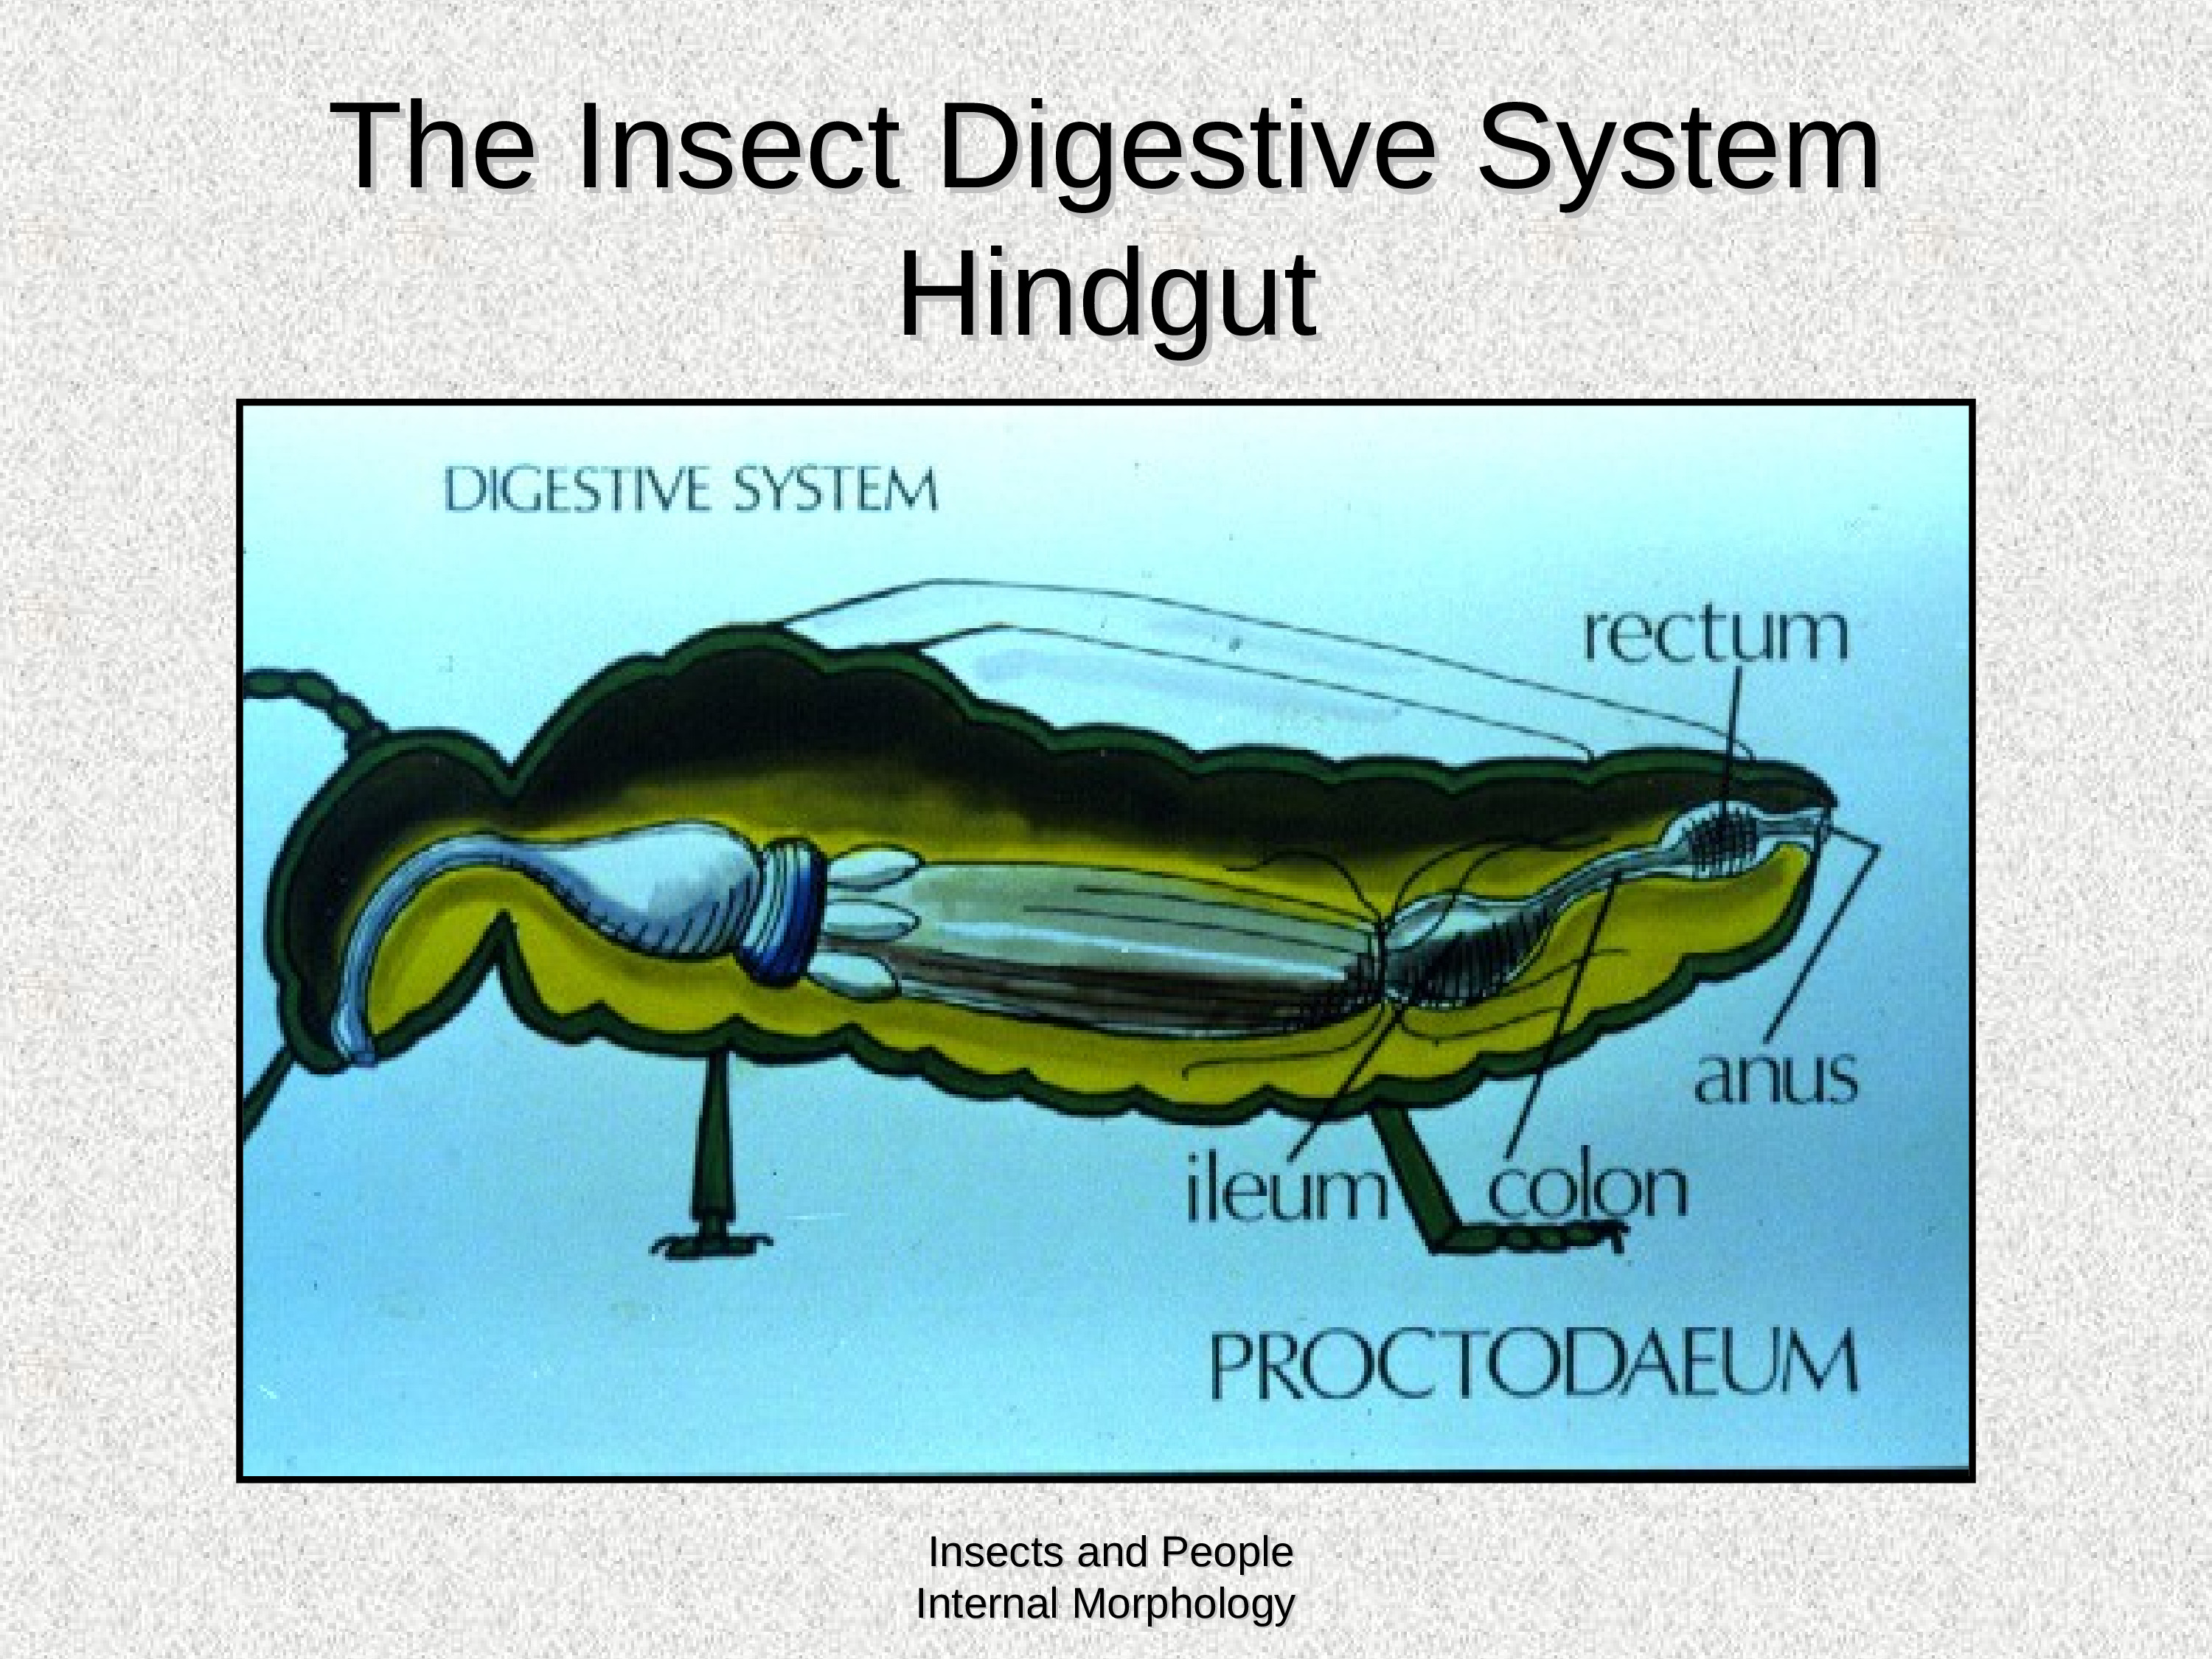 The Insect Digestive System
Hindgut
DIGESTIVE SYSTEM
rectum
anus
ileum
colon
PROCTODAEUM
Insects and People
Internal Morphology